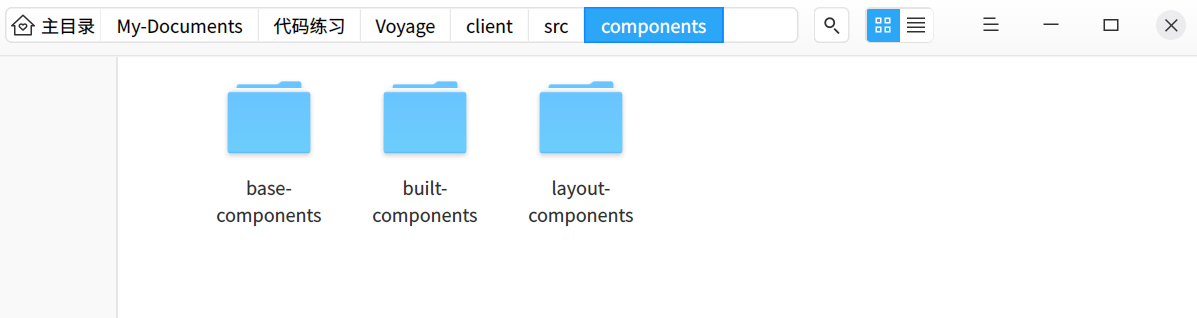 主目录 My-Documents 代码练习 Voyage client src components
base-
components
built-
components
layout-
components